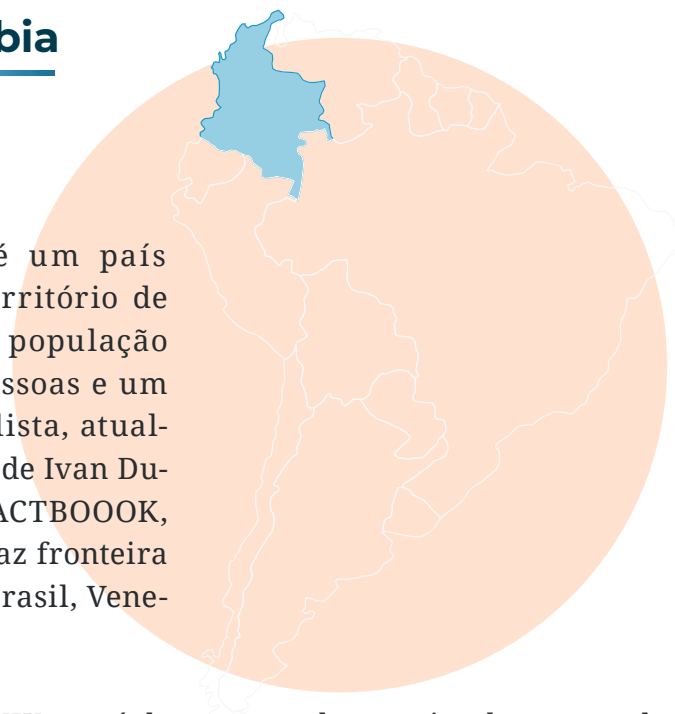 bia
é um país
rritório de
população
ssoas e um
lista, atual-
de Ivan Du-
ACTBOOOK,
az fronteira
rasil, Vene-